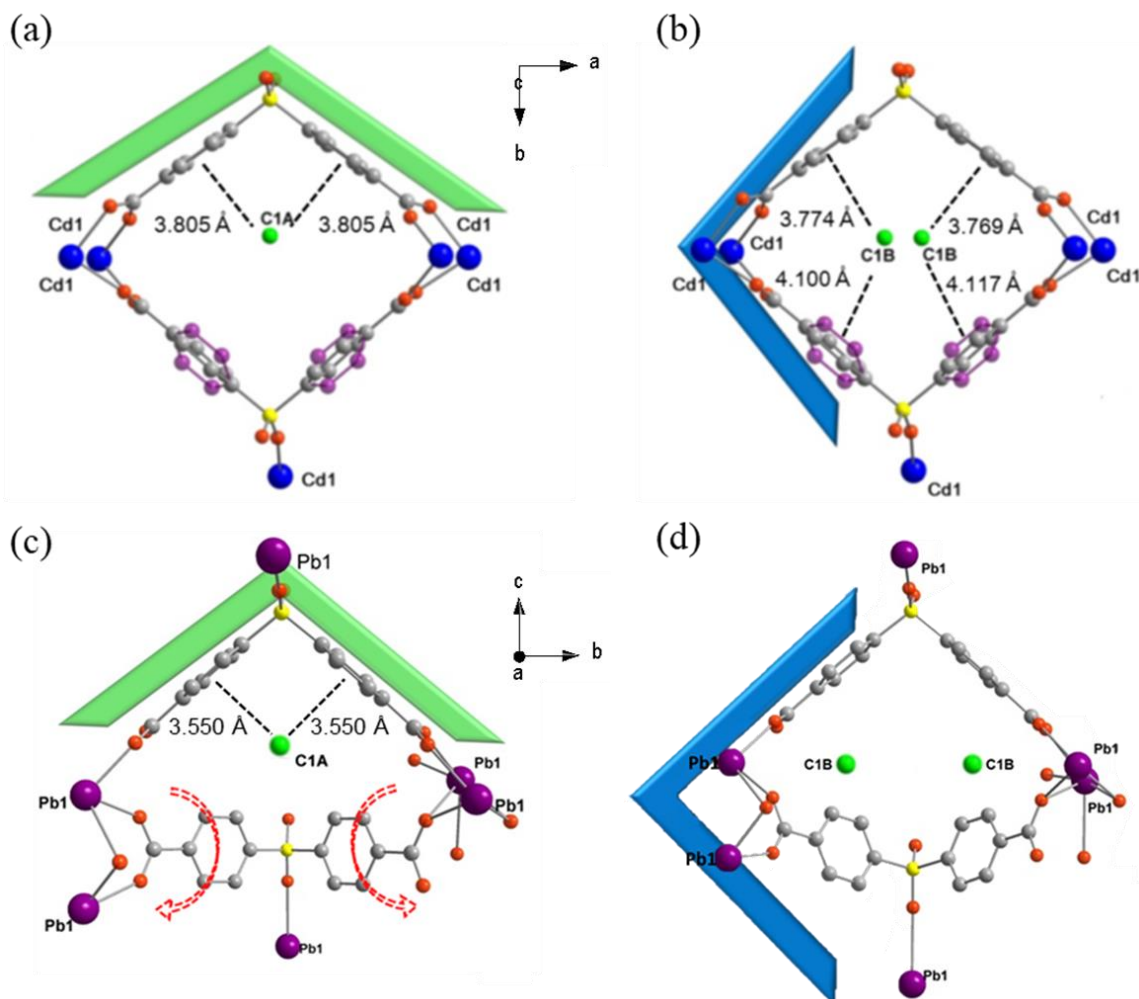 (a)
a
c
b
3.805 Å
C1A
3.805 Å
Cd1
Cd1
Cd1
Cd1
Cd1
(b)
3.774 Å
3.769 Å
Cd1
Cd1
C1B
C1B
4.100 Å
4.117 Å
Cd1
Cd1
Cd1
(c)
Pb1
c
b
a
3.550 Å
3.550 Å
C1A
Pb1
Pb1
Pb1
Pb1
Pb1
(d)
Pb1
Pb1
C1B
C1B
Pb1
Pb1
Pb1
Pb1